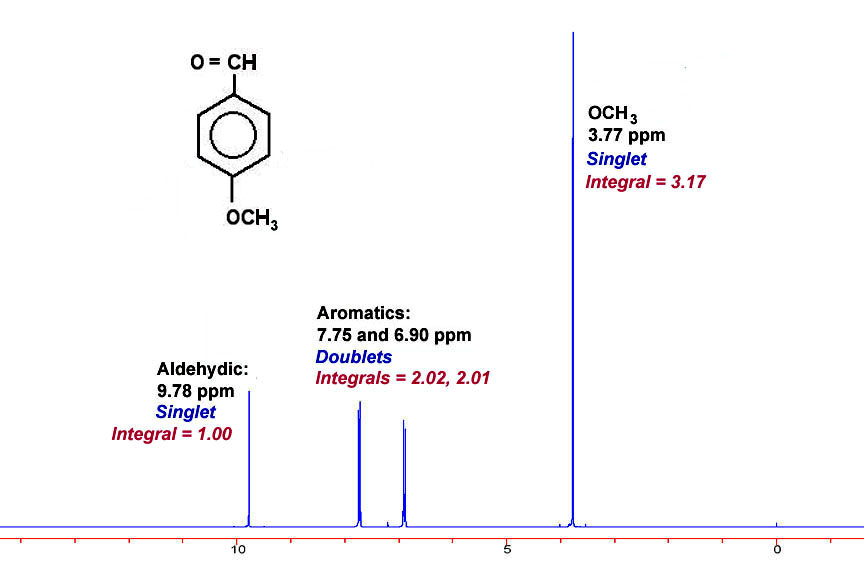 O = CH
OCH3
OCH3
3.77 ppm
Singlet
Integral = 3.17
Aromatics:
7.75 and 6.90 ppm
Doublets
Integrals = 2.02, 2.01
Aldehydic:
9.78 ppm
Singlet
Integral = 1.00
10 5 0